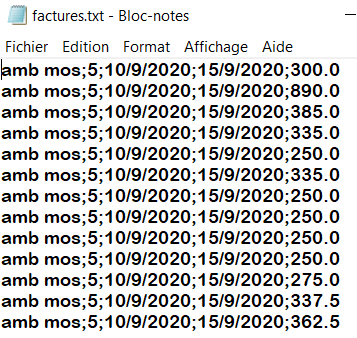 factures.txt - Bloc-notes
Fichier Edition Format Affichage Aide
amb mos;5;10/9/2020;15/9/2020;300.0
amb mos;5;10/9/2020;15/9/2020;890.0
amb mos;5;10/9/2020;15/9/2020;385.0
amb mos;5;10/9/2020;15/9/2020;335.0
amb mos;5;10/9/2020;15/9/2020;250.0
amb mos;5;10/9/2020;15/9/2020;335.0
amb mos;5;10/9/2020;15/9/2020;250.0
amb mos;5;10/9/2020;15/9/2020;250.0
amb mos;5;10/9/2020;15/9/2020;250.0
amb mos;5;10/9/2020;15/9/2020;250.0
amb mos;5;10/9/2020;15/9/2020;275.0
amb mos;5;10/9/2020;15/9/2020;337.5
amb mos;5;10/9/2020;15/9/2020;362.5